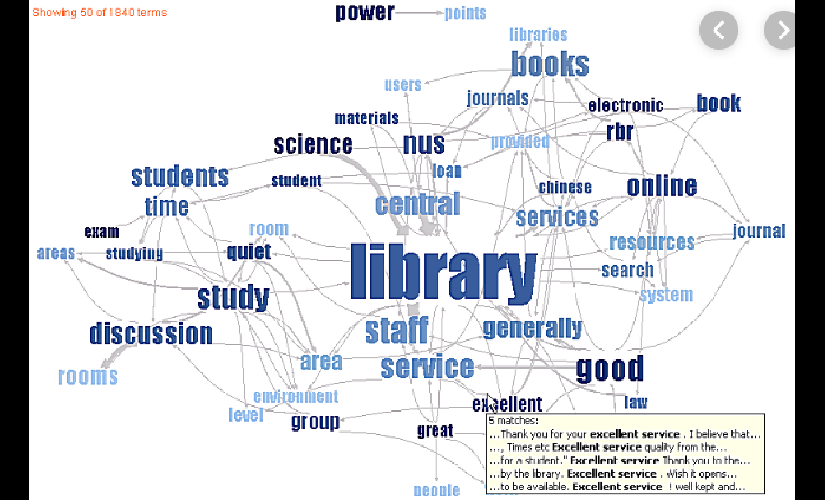 Showing 50 of 1840 terms
power points
libraries
books
users
journals
electronic
book
materials
rbr
science
nus
provided
loan
students
student
chinese
online
time
central
services
exam
room
journal
areas
studying
quiet
resources
library
search
study
system
discussion
staff
generally
area
service
good
rooms
environment
excellent
law
level
group
great
5 matches:
...Thank you for your excellent service . I believe that...
..., Times etc Excellent service quality from the...
...for a student." Excellent service Thank you to the...
...by the library. Excellent service . Wish it opens...
...to be available. Excellent service ! well kept and...
people